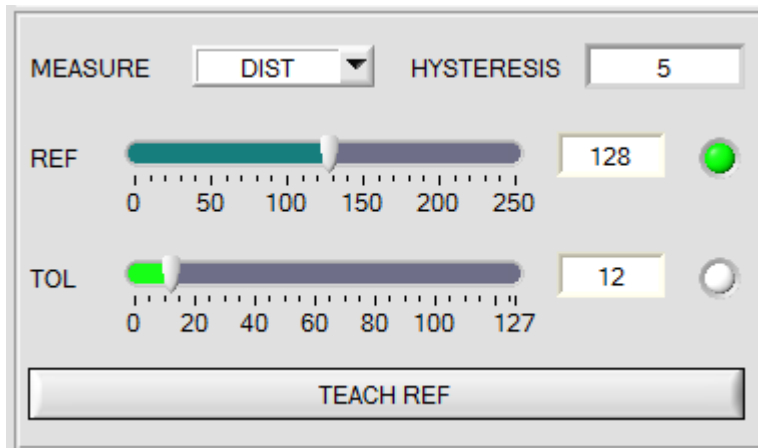 MEASURE DIST HYSTERESIS 5
REF 128
0 50 100 150 200 250
TOL 12
0 20 40 60 80 100 127
TEACH REF